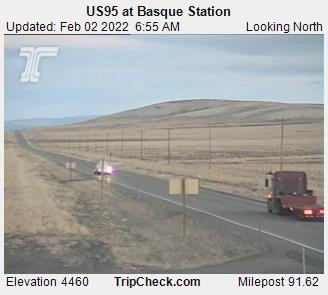 US95 at Basque Station
Updated: Feb 02 2022 6:55 AM Looking North
Elevation 4460 TripCheck.com Milepost 91.62